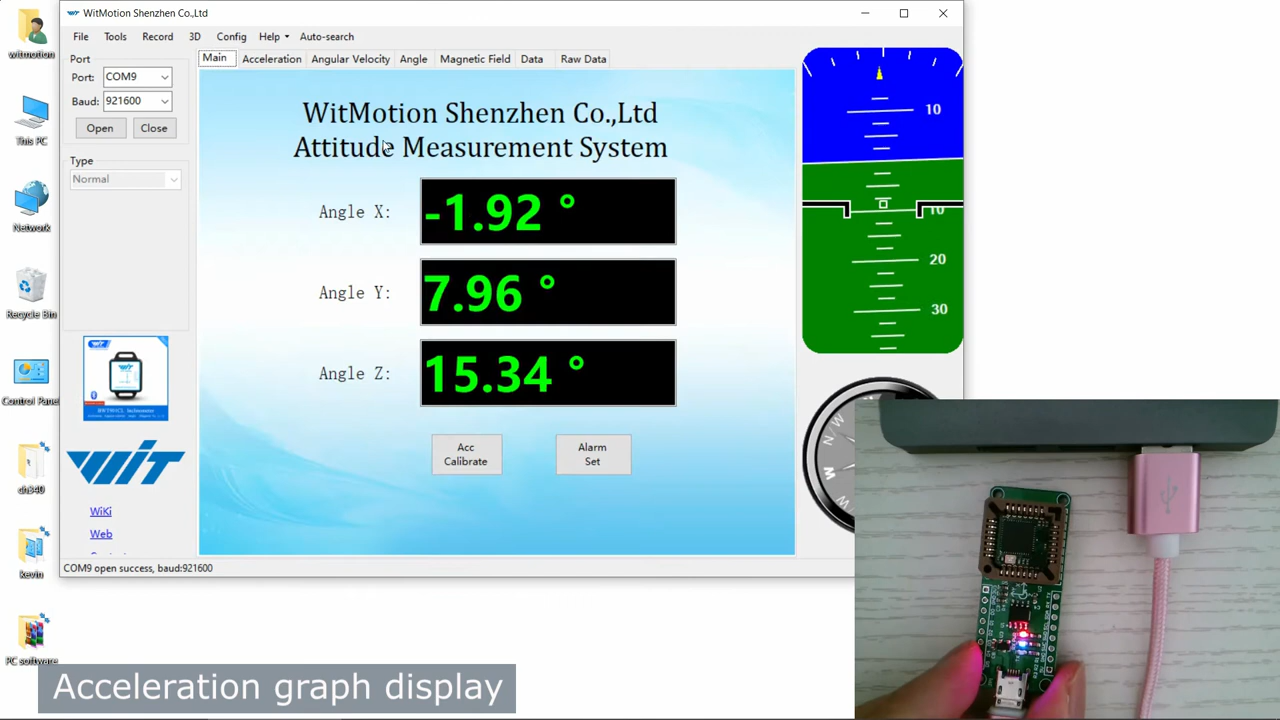 witmotion
This PC
Network
Recycle Bin
Control Pane
ch340
kevin
PC software
WitMotion Shenzhen Co.,Ltd
File Tools Record 3D Config Help Auto-search
Port
Port: COM9
Baud: 921600
Open Close
Type
Normal
WiT
WiKi
Web
Main Acceleration Angular Velocity Angle Magnetic Field Data Raw Data
WitMotion Shenzhen Co.,Ltd
Attitude Measurement System
Angle X: -1.92 °
Angle Y: 7.96 °
Angle Z: 15.34 °
Acc
Calibrate
Alarm
Set
10
10
20
30
COM9 open success, baud:921600
Acceleration graph display